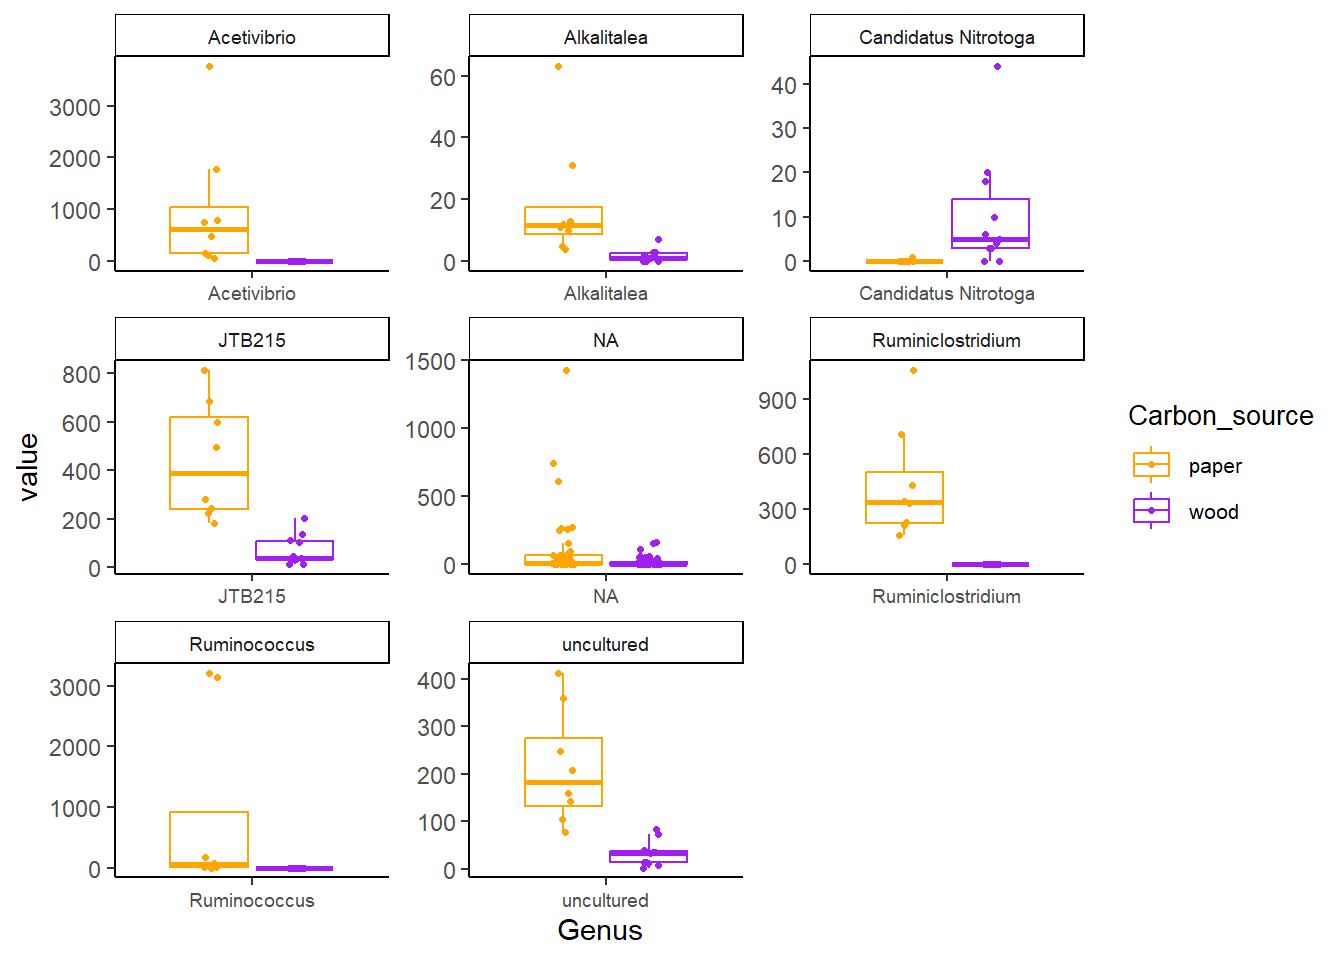 Acetivibrio
Alkalitalea
Candidatus Nitrotoga
3000
2000
1000
0
60
40
20
0
40
30
20
10
0
Acetivibrio
Alkalitalea
Candidatus Nitrotoga
JTB215
NA
Ruminiclostridium
800
600
400
200
0
1500
1000
500
0
900
600
300
0
JTB215
NA
Ruminiclostridium
Ruminococcus
uncultured
3000
2000
1000
0
400
300
200
100
0
Ruminococcus
uncultured
value
Genus
Carbon_source
paper
wood